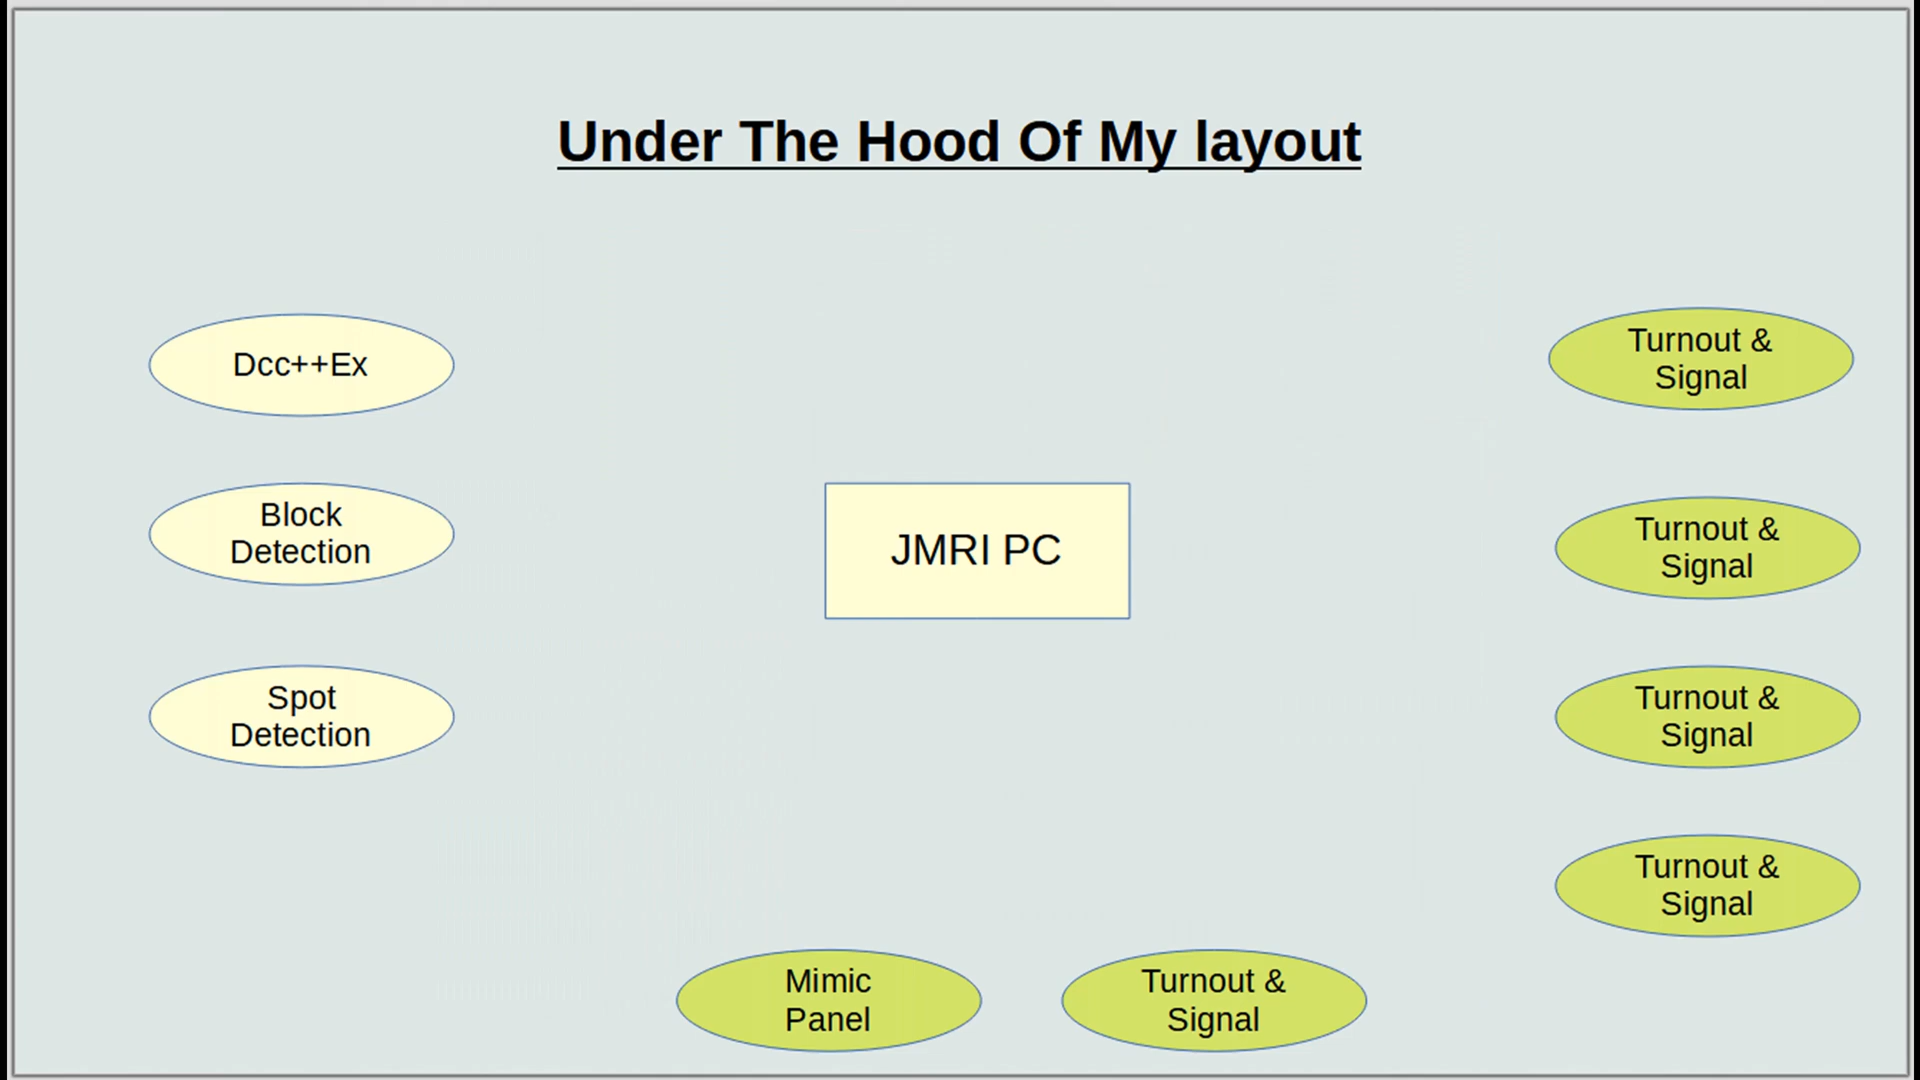 Under The Hood Of My layout
Dcc++Ex
Block
Detection
Spot
Detection
JMRI PC
Turnout &
Signal
Turnout &
Signal
Turnout &
Signal
Turnout &
Signal
Mimic
Panel
Turnout &
Signal